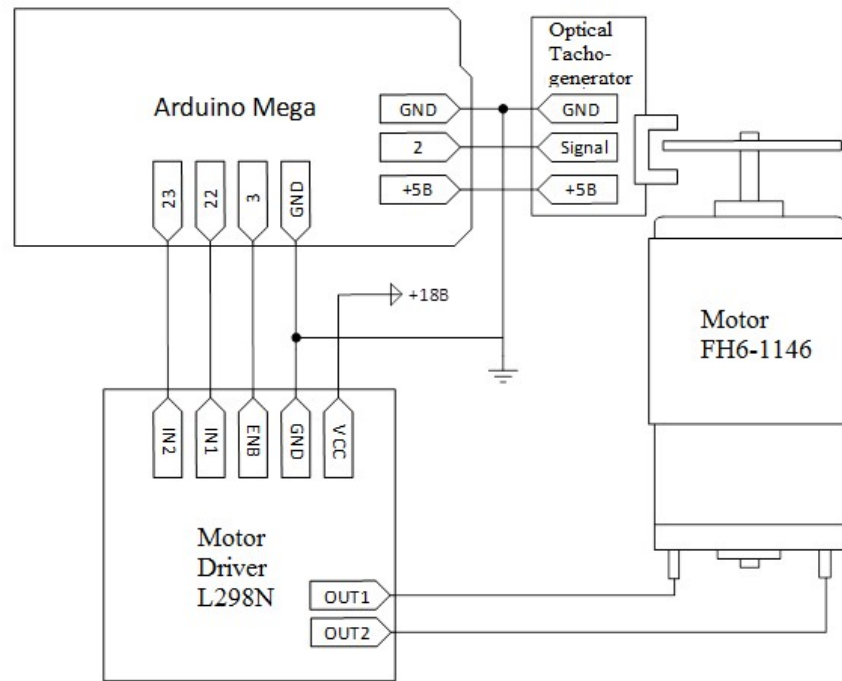 Optical
Tacho-
generator
Arduino Mega
GND
GND
2
Signal
+5B
+5B
23
22
3
GND
+18B
Motor
FH6-1146
IN2
IN1
ENB
GND
VCC
Motor
Driver
L298N
OUT1
OUT2